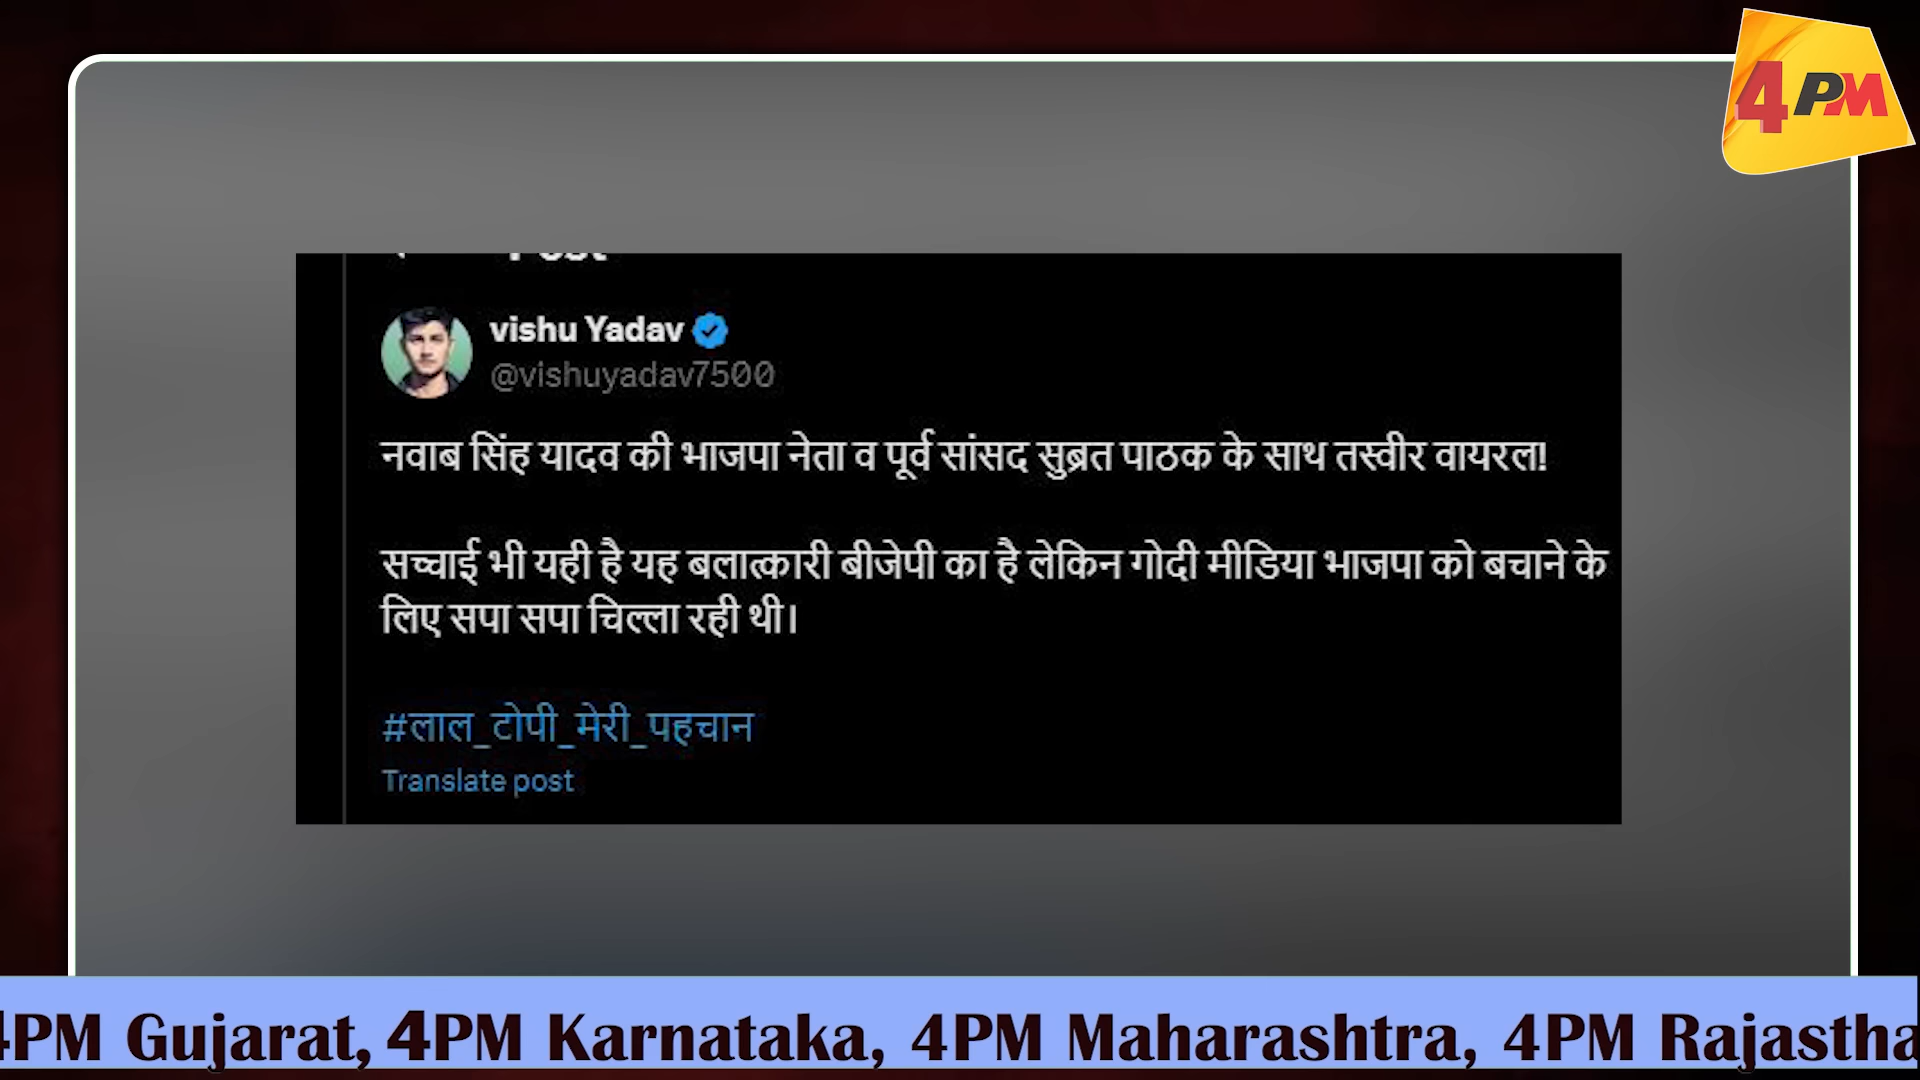 4PM
Post
vishu Yadav
@vishuyadav7500
नवाब सिंह यादव की भाजपा नेता व पूर्व सांसद सुब्रत पाठक के साथ तस्वीर वायरल!
सच्चाई भी यही है यह बलात्कारी बीजेपी का है लेकिन गोदी मीडिया भाजपा को बचाने के
लिए सपा सपा चिल्ला रही थी।
#लाल_टोपी_मेरी_पहचान
Translate post
4PM Gujarat, 4PM Karnataka, 4PM Maharashtra, 4PM Rajastha